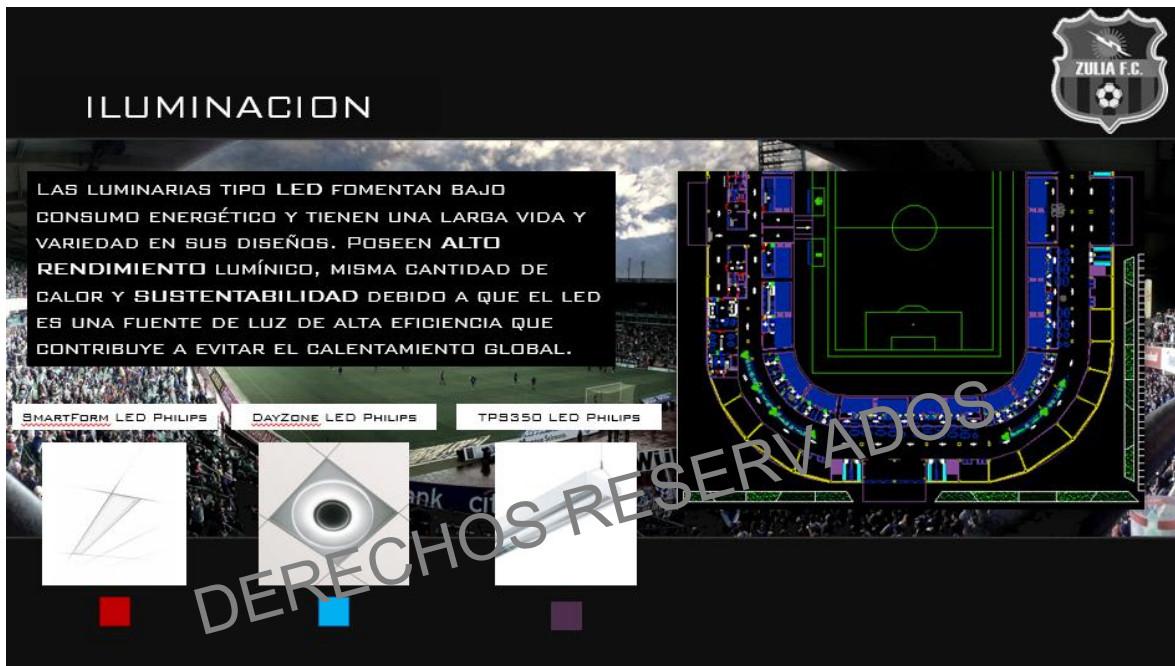 ZULIA F.C.
ILUMINACION
LAS LUMINARIAS TIPO LED FOMENTAN BAJO
CONSUMO ENERGÉTICO Y TIENEN UNA LARGA VIDA Y
VARIEDAD EN SUS DISEÑOS. POSEEN ALTO
RENDIMIENTO LUMÍNICO, MISMA CANTIDAD DE
CALOR Y SUSTENTABILIDAD DEBIDO A QUE EL LED
ES UNA FUENTE DE LUZ DE ALTA EFICIENCIA QUE
CONTRIBUYE A EVITAR EL CALENTAMIENTO GLOBAL.
SMARTFORM LED PHILIPS
DAYZONE LED PHILIPS
TPS350 LED PHILIPS
DERECHOS RESERVADOS